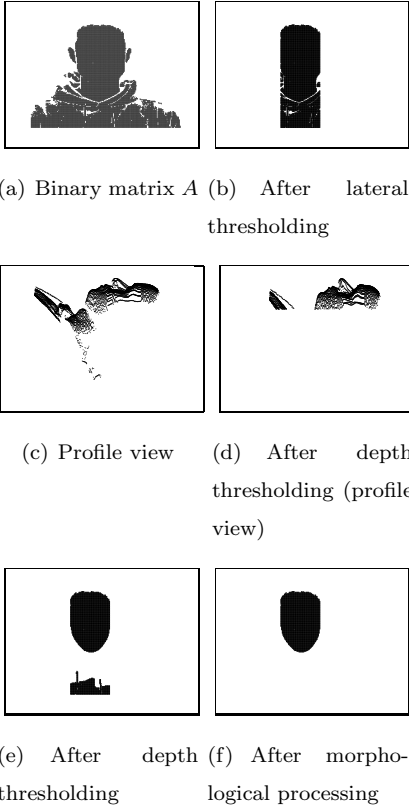 (a) Binary matrix A
(b) After lateral
thresholding
(c) Profile view
(d) After depth
thresholding (profile
view)
(e) After depth
thresholding
(f) After morpho-
logical processing